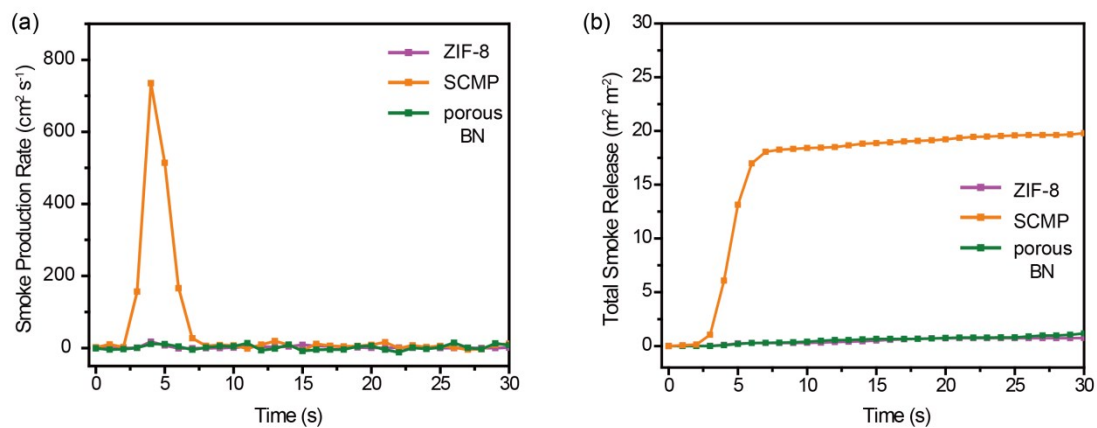 (a)
Smoke Production Rate (cm² s⁻¹)
800
600
400
200
0
ZIF-8
SCMP
porous
BN
0 5 10 15 20 25 30
Time (s)
(b)
Total Smoke Release (m² m⁻²)
30
25
20
15
10
5
0
ZIF-8
SCMP
porous
BN
0 5 10 15 20 25 30
Time (s)